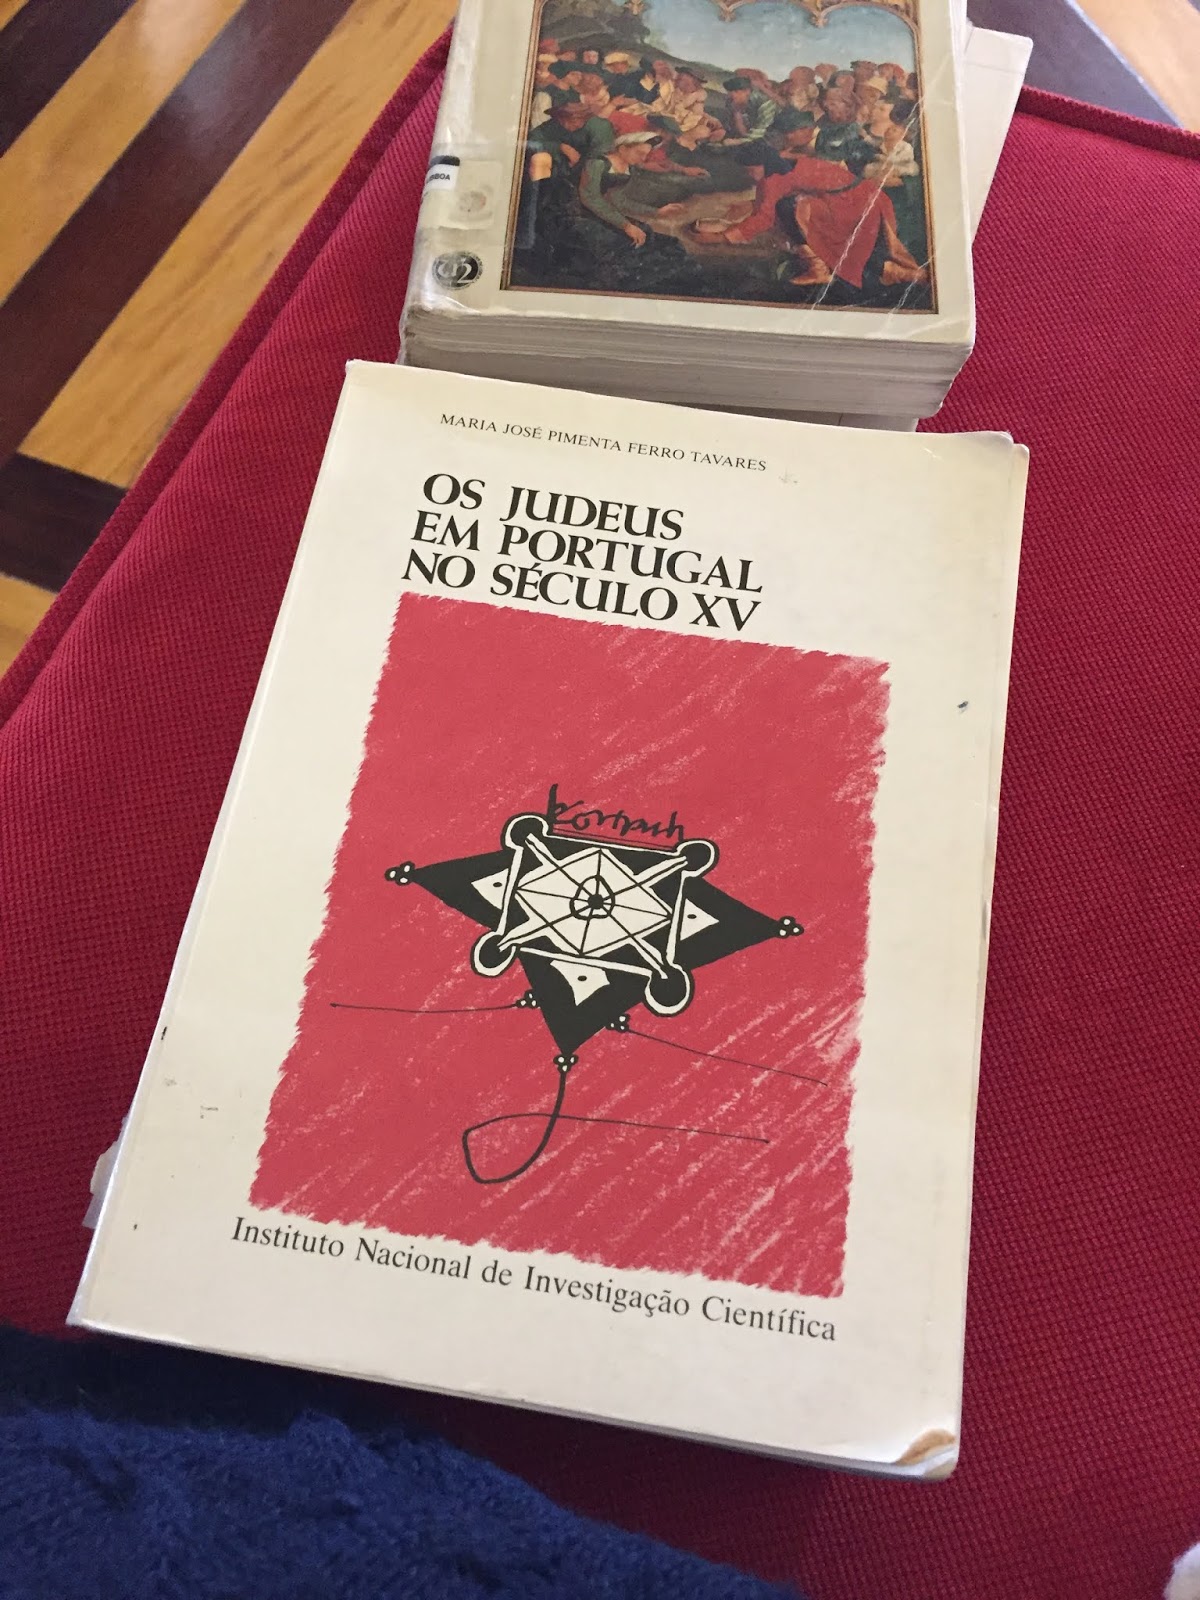 MARIA JOSÉ PIMENTA FERRO TAVARES
OS JUDEUS
EM PORTUGAL
NO SÉCULO XV
Instituto Nacional de Investigação Científica